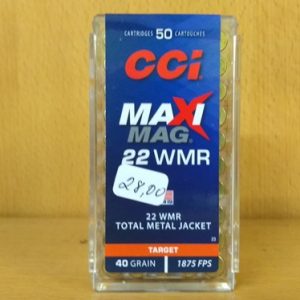 CARTRIDGES 50 CARTOUCHES
CCI
MAXI
MAG®
22 WMR
28,00
22 WMR
TOTAL METAL JACKET
TARGET
40 GRAIN 1875 FPS